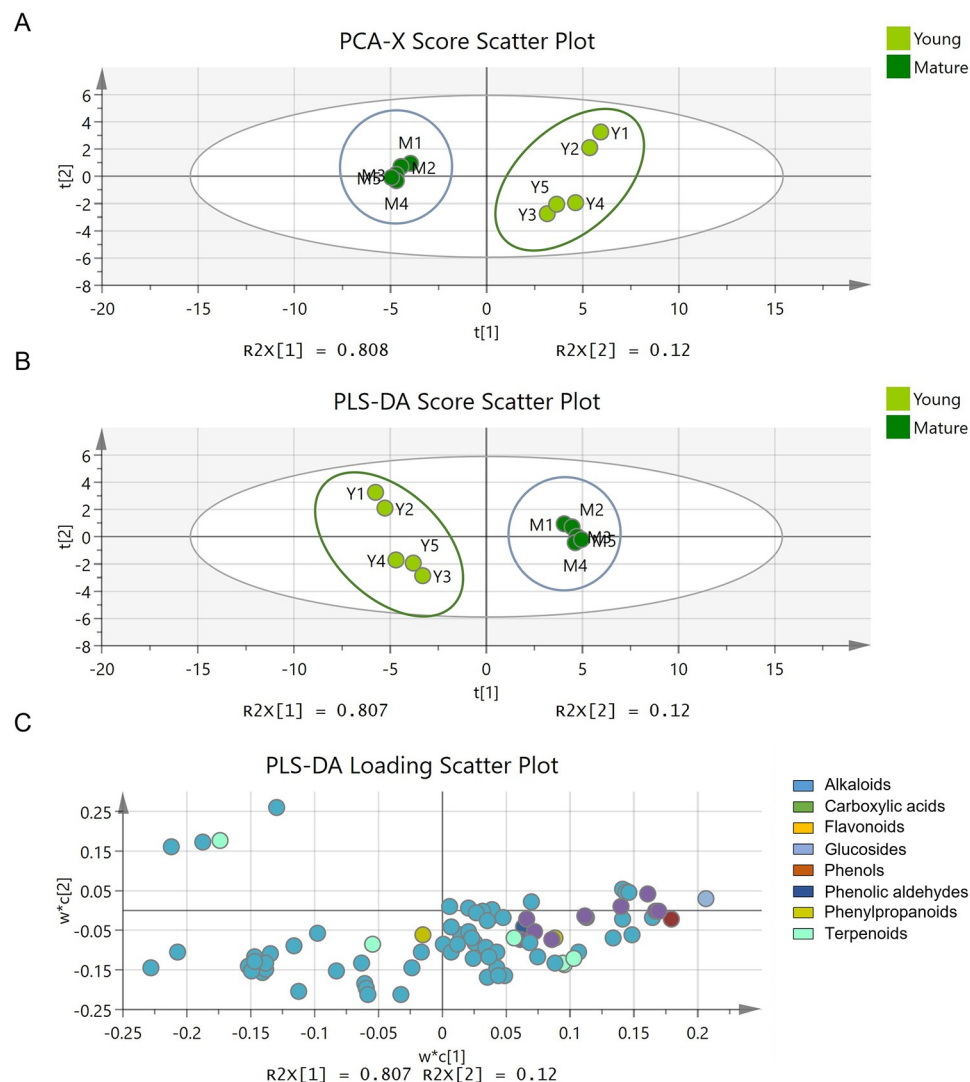 A
PCA-X Score Scatter Plot
Young
Mature
t[2]
6
4
2
0
-2
-4
-6
-8
M1
M2
M3
M5
M4
Y1
Y2
Y5
Y4
Y3
-20 -15 -10 -5 0 5 10 15
t[1]
R2X[1] = 0.808 R2X[2] = 0.12
B
PLS-DA Score Scatter Plot
Young
Mature
t[2]
6
4
2
0
-2
-4
-6
-8
Y1
Y2
Y5
Y4
Y3
M2
M1
M3
M5
M4
-20 -15 -10 -5 0 5 10 15
t[1]
R2X[1] = 0.807 R2X[2] = 0.12
C
PLS-DA Loading Scatter Plot
Alkaloids
Carboxylic acids
Flavonoids
Glucosides
Phenols
Phenolic aldehydes
Phenylpropanoids
Terpenoids
w*c[2]
0.25
0.15
0.05
-0.05
-0.15
-0.25
-0.25 -0.2 -0.15 -0.1 -0.05 0 0.05 0.1 0.15 0.2
w*c[1]
R2X[1] = 0.807 R2X[2] = 0.12